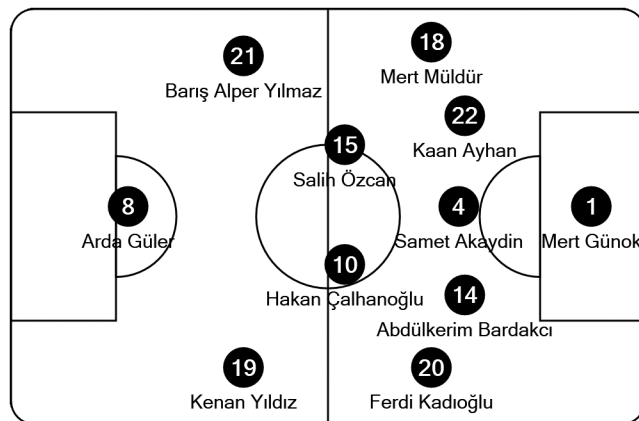 21
Barış Alper Yılmaz
18
Mert Müldür
22
Kaan Ayhan
15
Salih Özcan
8
Arda Güler
4
Samet Akaydin
1
Mert Günok
10
Hakan Çalhanoğlu
14
Abdülkerim Bardakcı
19
Kenan Yıldız
20
Ferdi Kadıoğlu